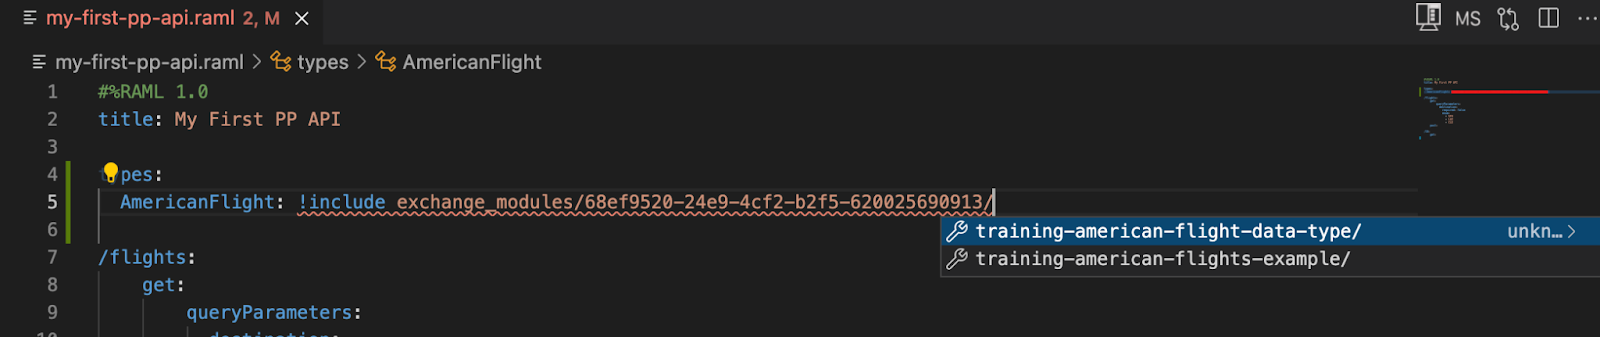 my-first-pp-api.raml 2, M
MS
my-first-pp-api.raml > types > AmericanFlight
1 #%RAML 1.0
2 title: My First PP API
3
4 pes:
5 AmericanFlight: !include exchange_modules/68ef9520-24e9-4cf2-b2f5-620025690913/
6 training-american-flight-data-type/ unkn... >
training-american-flights-example/
7 /flights:
8 get:
9 queryParameters:
10 destination: